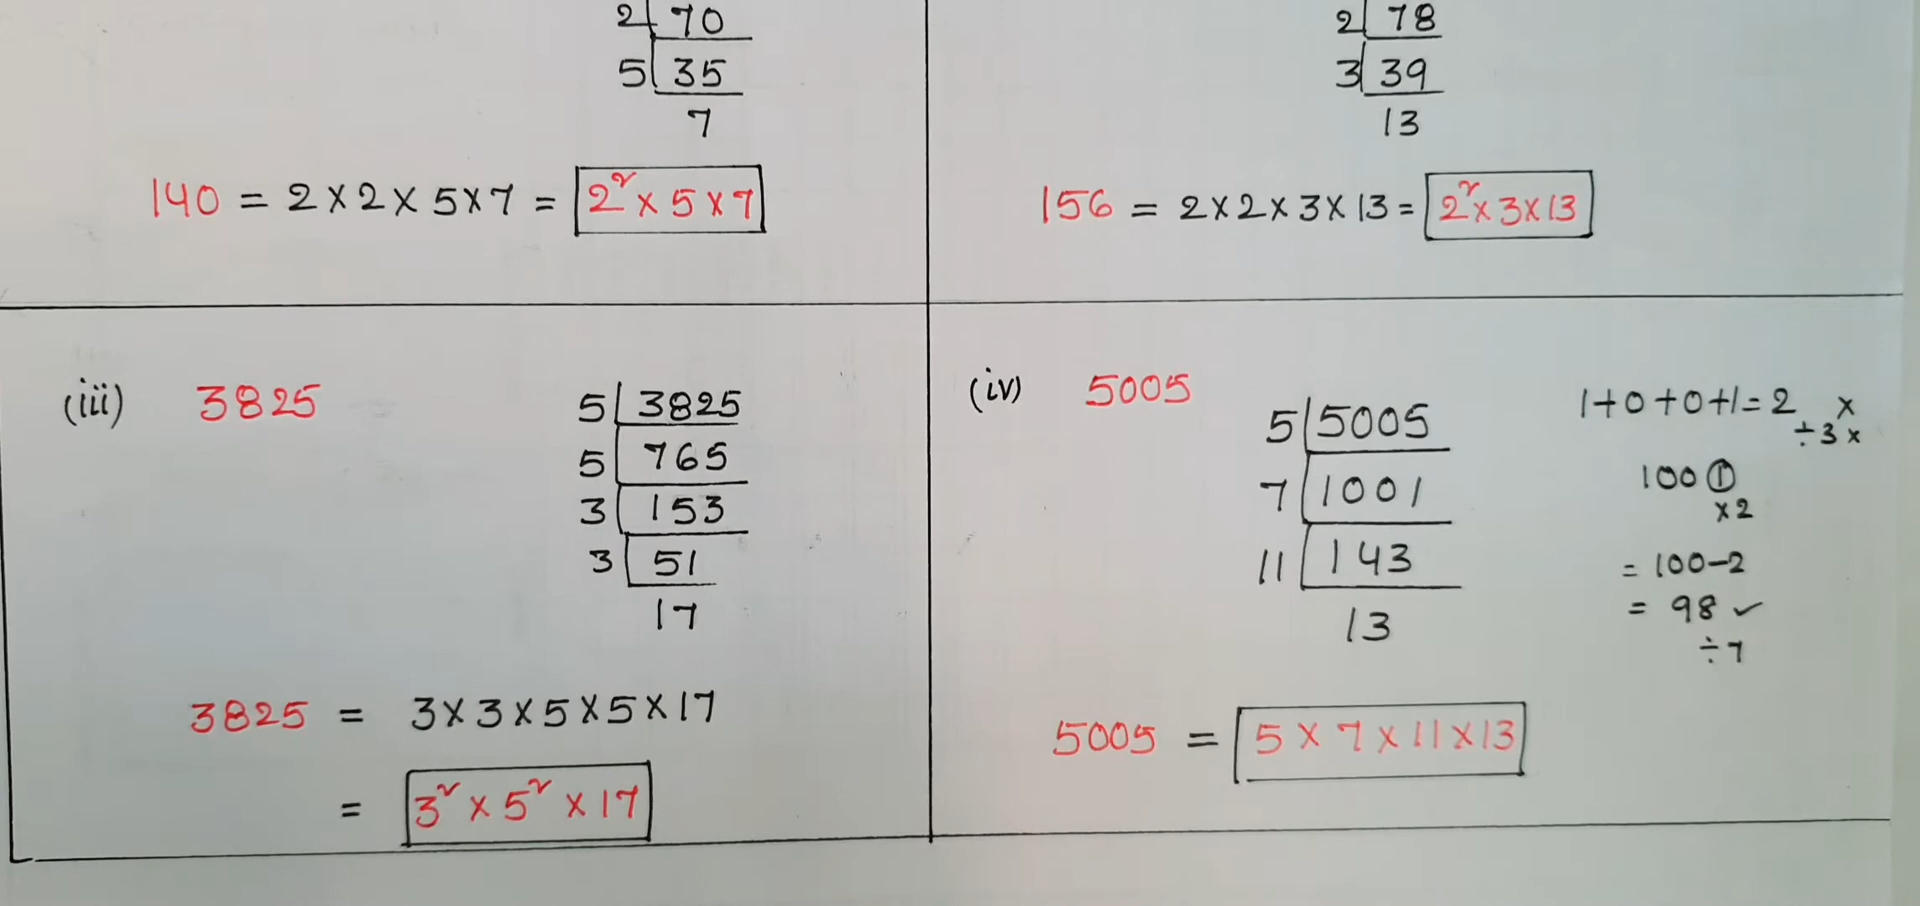 2 70
5 35
7
140 = 2 × 2 × 5 × 7 = 2² × 5 × 7
2 78
3 39
13
156 = 2 × 2 × 3 × 13 = 2² × 3 × 13
(iii) 3825
5 3825
5 765
3 153
3 51
17
3825 = 3 × 3 × 5 × 5 × 17
= 3² × 5² × 17
(iv) 5005
5 5005
7 1001
11 143
13
1+0+0+1=2 ×
÷3 ×
1001
×2
= 100-2
= 98 ✓
÷7
5005 = 5 × 7 × 11 × 13